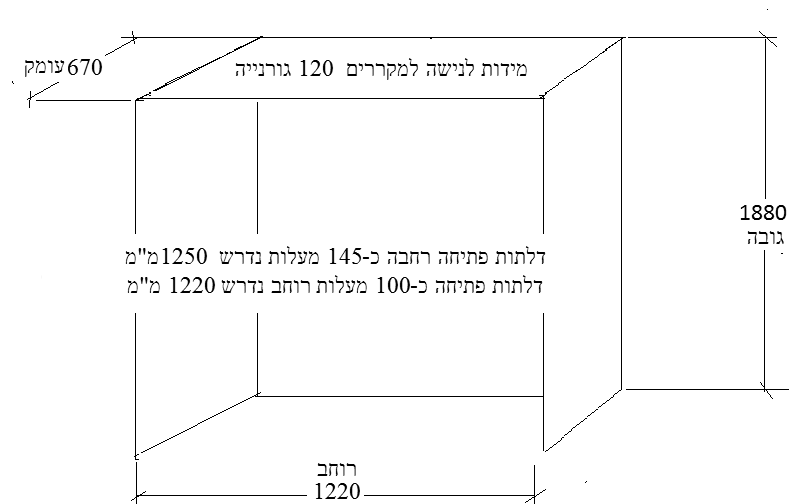 מידות לנישה למקררים 120 גורנייה
עומק 670
דלתות פתיחה רחבה כ-145 מעלות נדרש 1250 מ"מ
דלתות פתיחה כ-100 מעלות רוחב נדרש 1220 מ"מ
1880
גובה
רוחב
1220